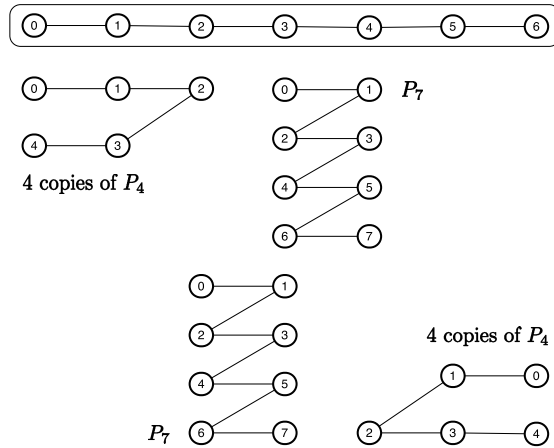 0 1 2 3 4 5 6
0 1 2
4 3
4 copies of P₄
0 1 P₇
2 3
4 5
6 7
0 1
2 3
4 5
P₇ 6 7
4 copies of P₄
1 0
2 3 4